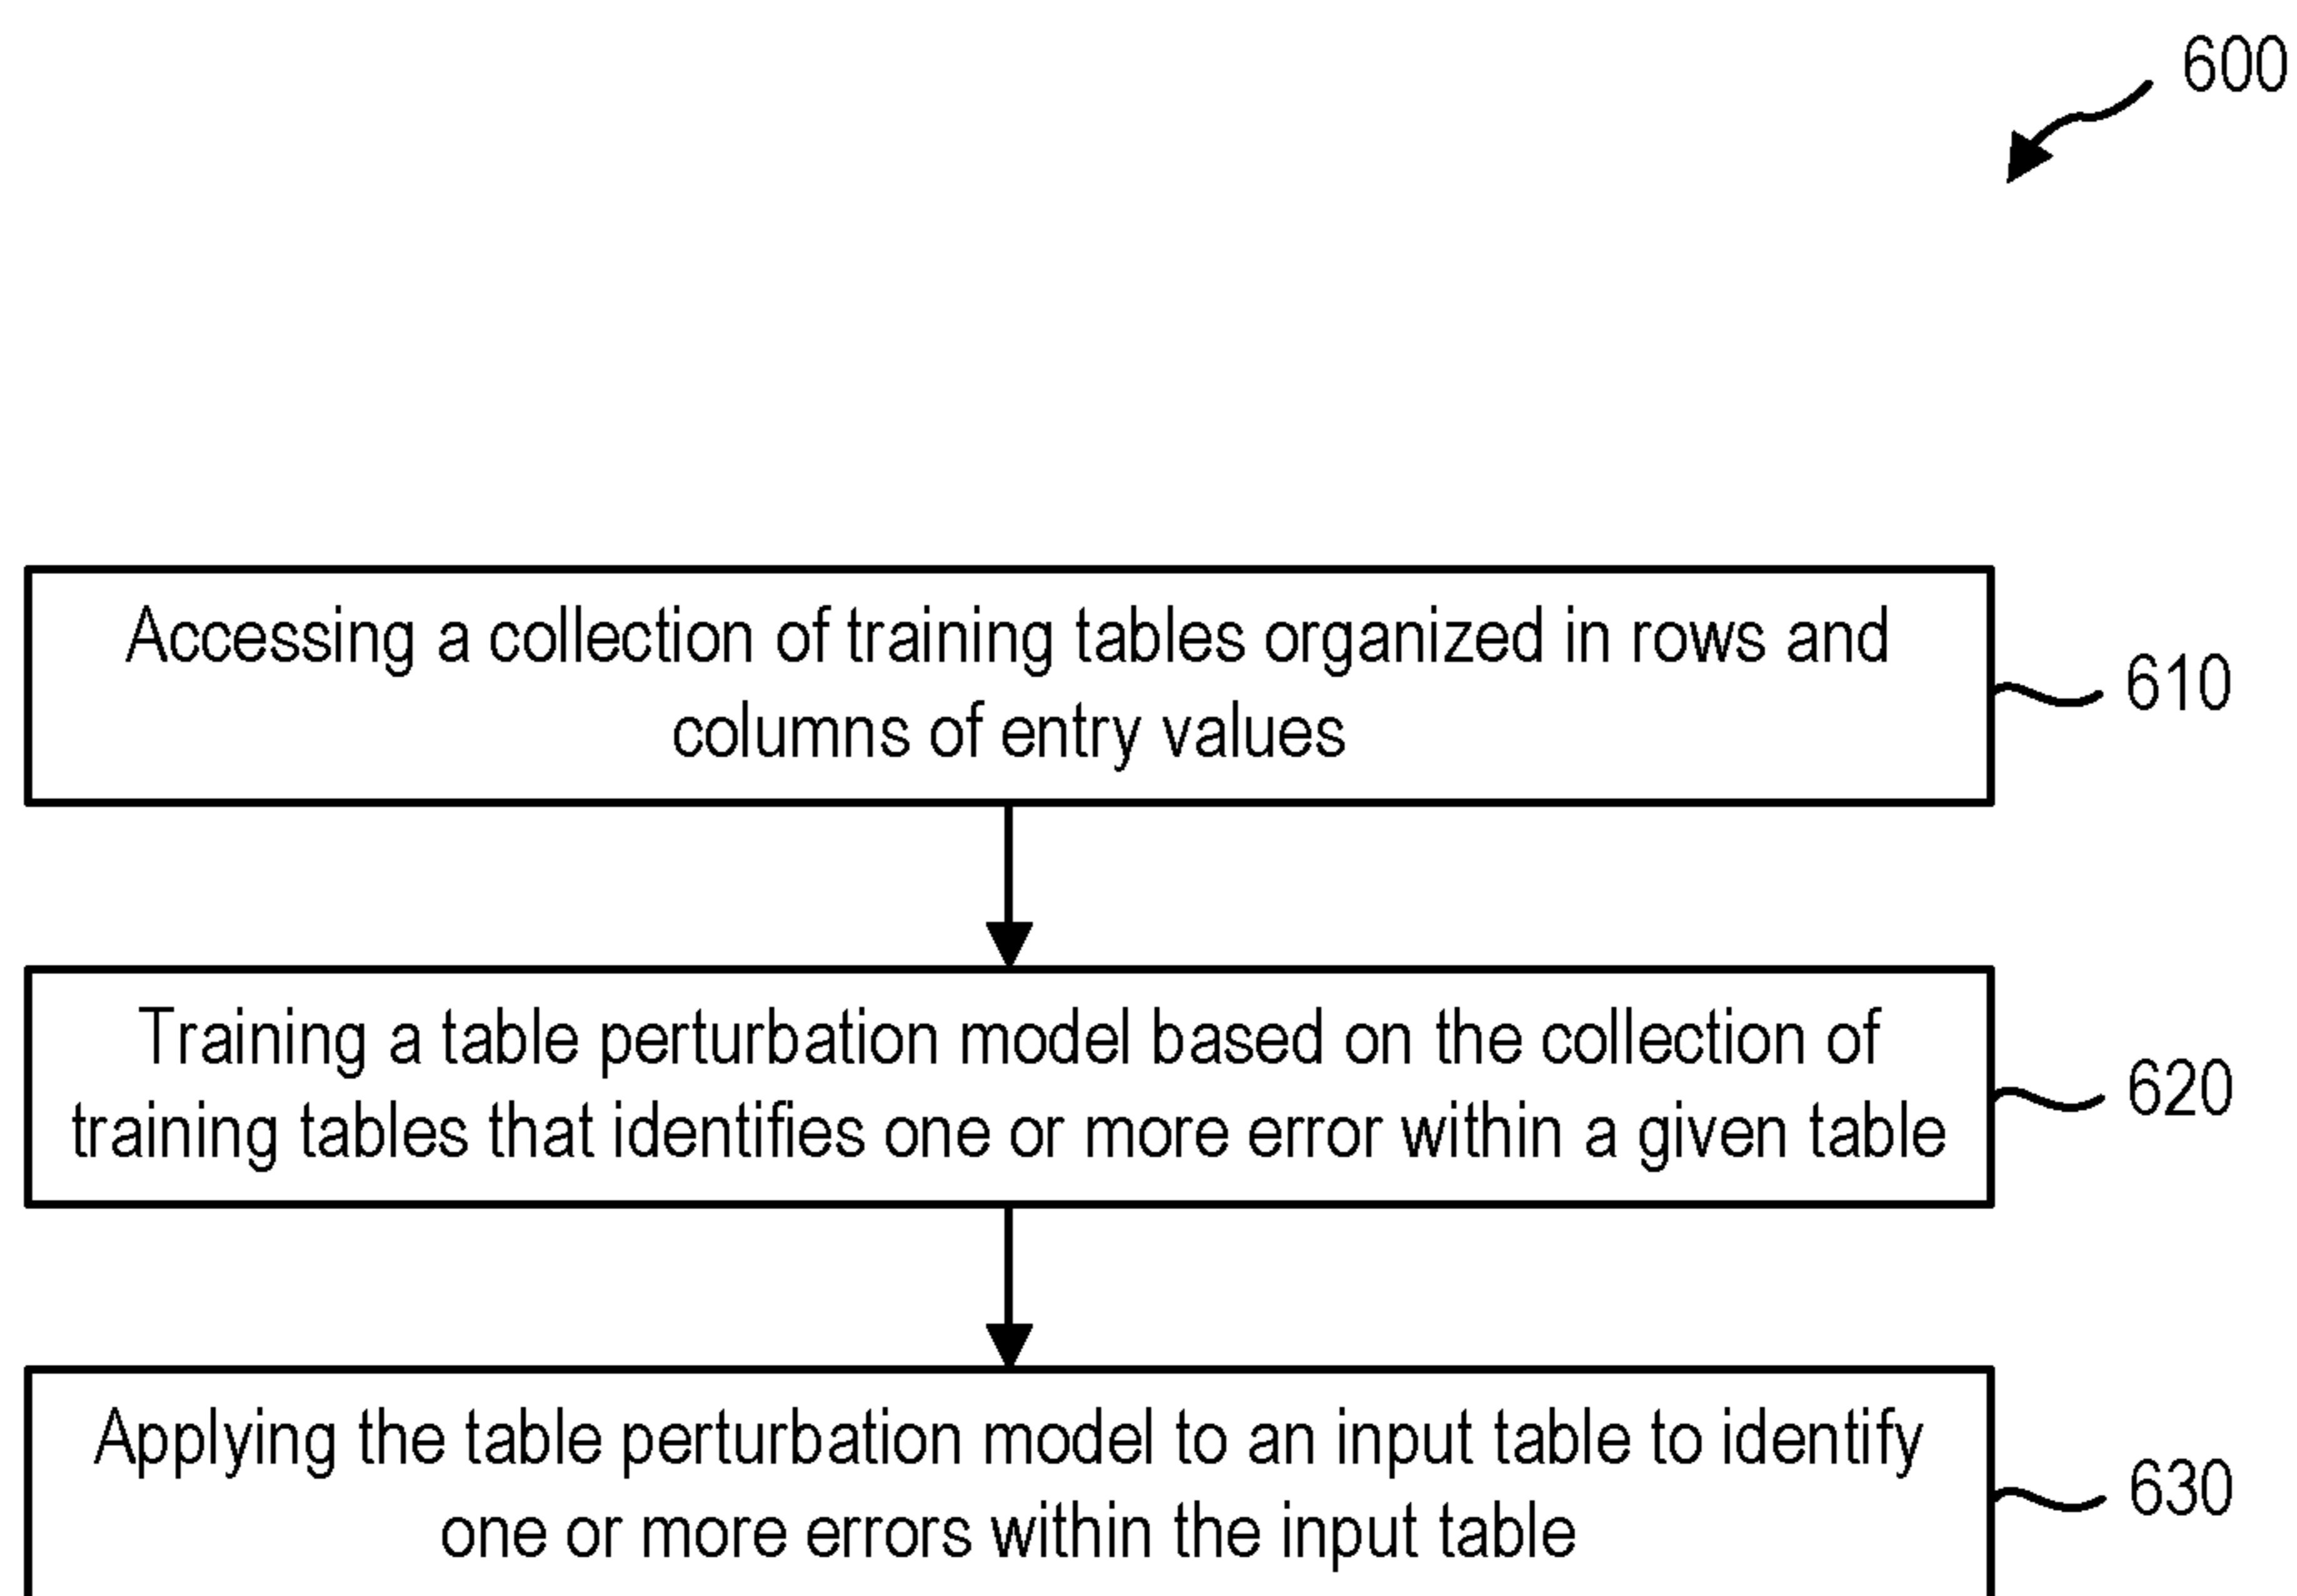 600
Accessing a collection of training tables organized in rows and
columns of entry values
610
Training a table perturbation model based on the collection of
training tables that identifies one or more error within a given table
620
Applying the table perturbation model to an input table to identify
one or more errors within the input table
630